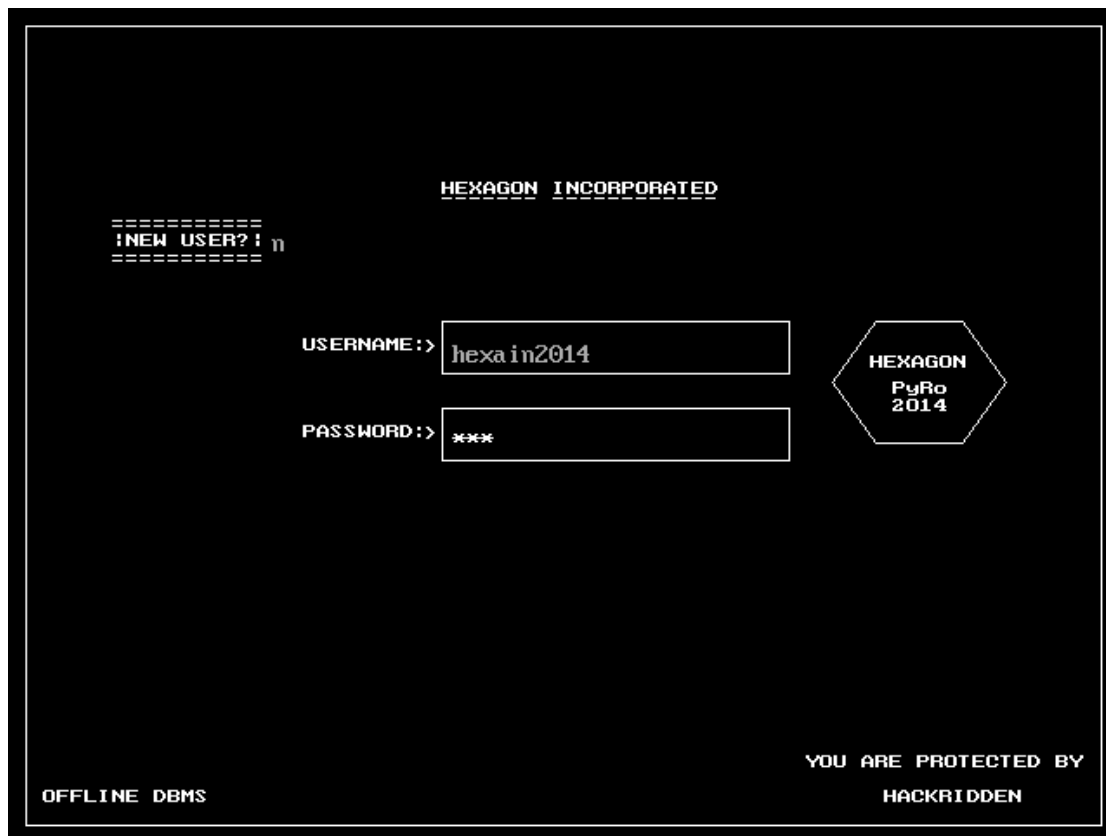 HEXAGON INCORPORATED
===========
¦NEW USER?¦ n
===========
USERNAME:> hexain2014
PASSWORD:> ***
HEXAGON
PyRo
2014
YOU ARE PROTECTED BY
HACKRIDDEN
OFFLINE DBMS